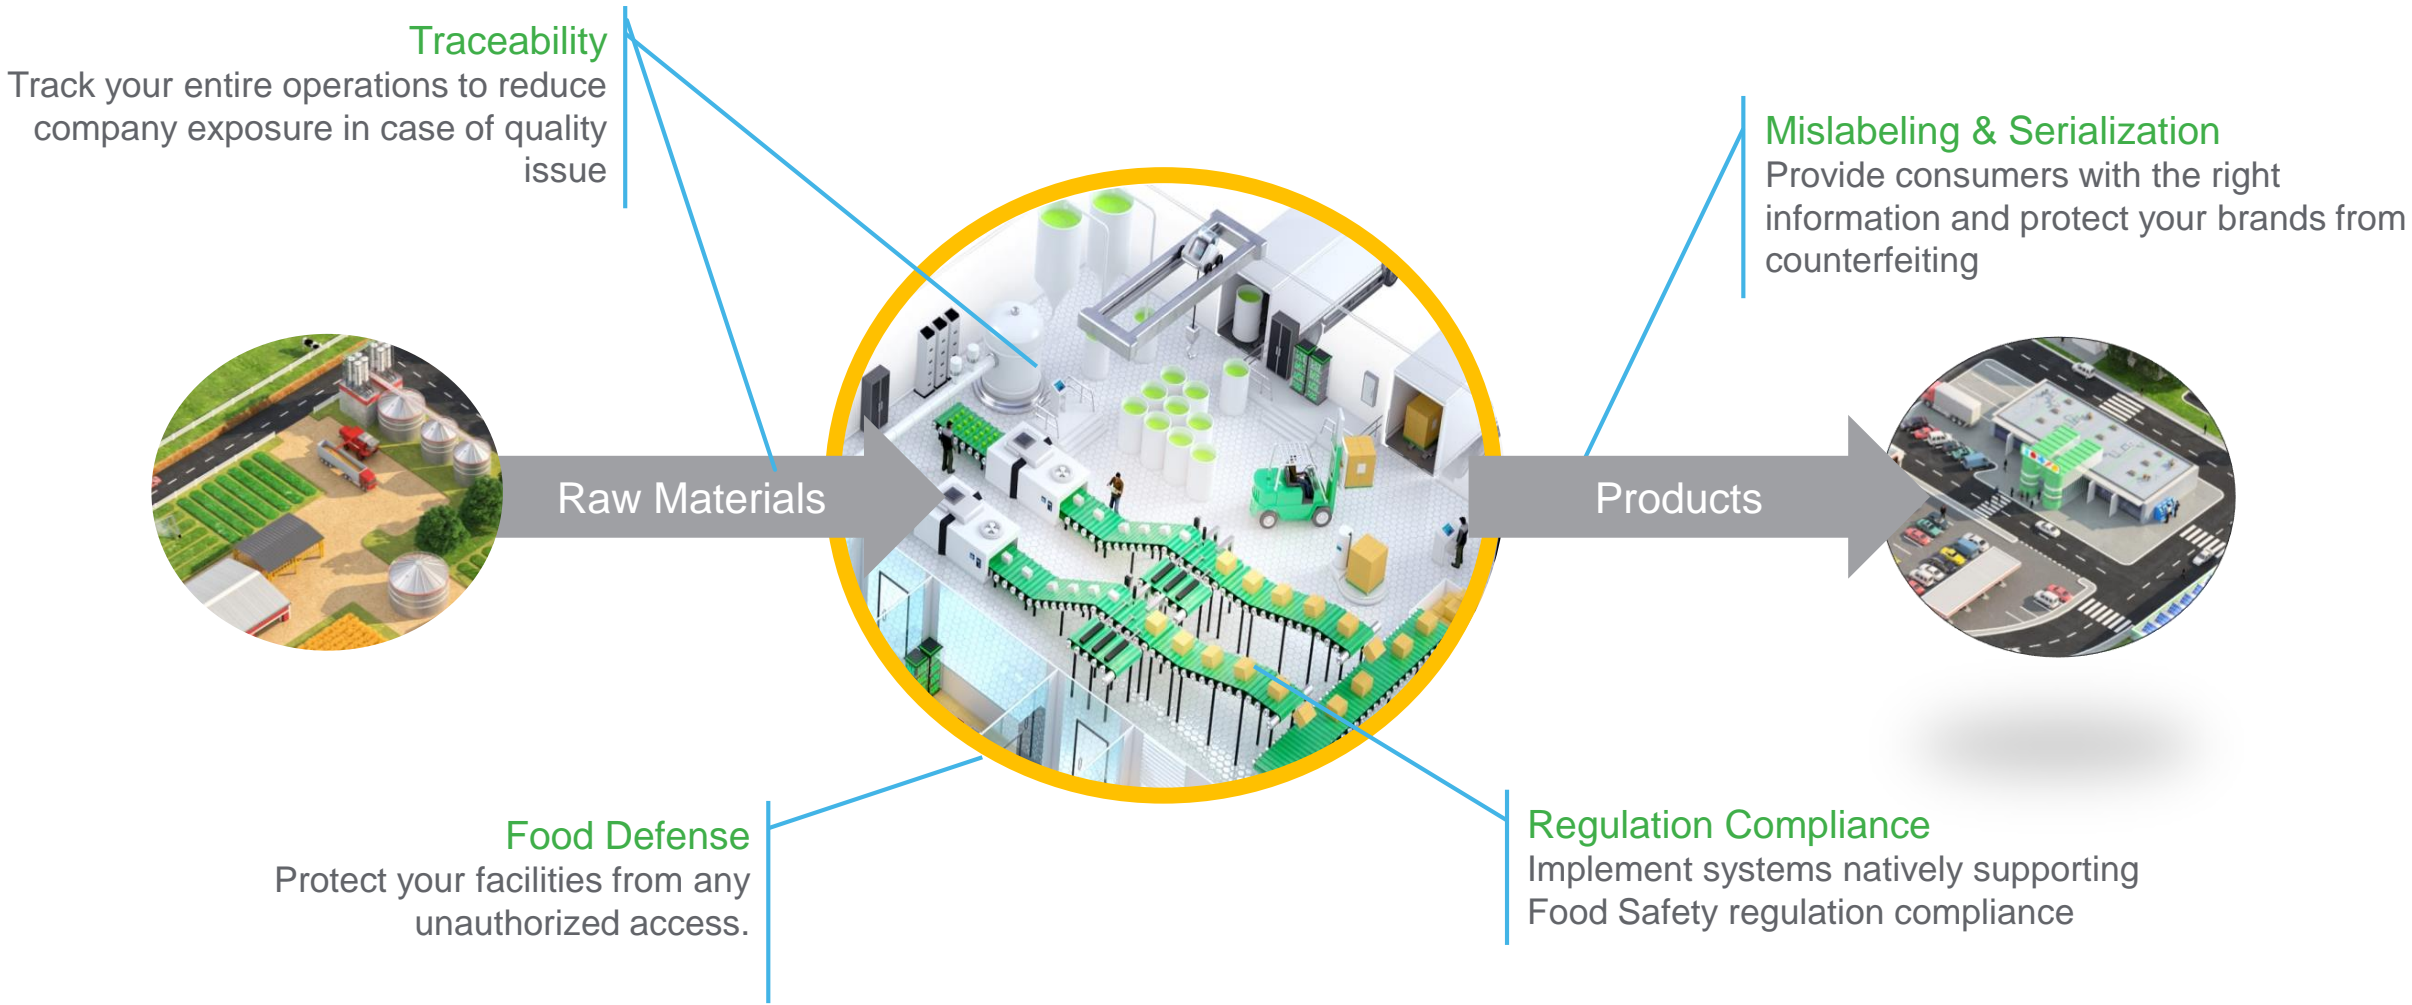 Traceability
Track your entire operations to reduce
company exposure in case of quality
issue
Mislabeling & Serialization
Provide consumers with the right
information and protect your brands from
counterfeiting
Raw Materials
Products
Food Defense
Protect your facilities from any
unauthorized access.
Regulation Compliance
Implement systems natively supporting
Food Safety regulation compliance